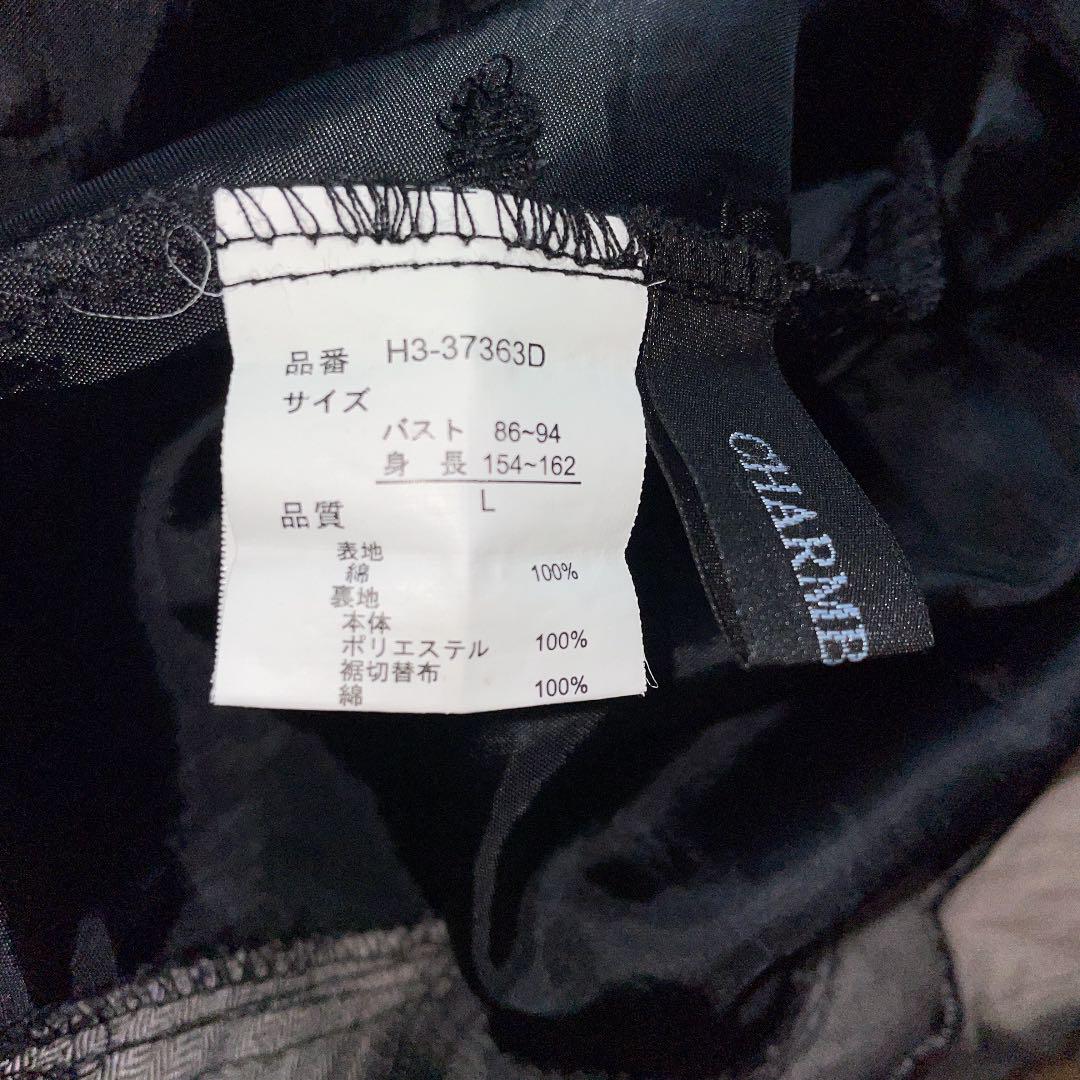 品番 H3-37363D
サイズ
バスト 86~94
身 長 154~162
L
品質
表地
綿 100%
裏地
本体
ポリエステル 100%
裾切替布
綿 100%
CHARMB